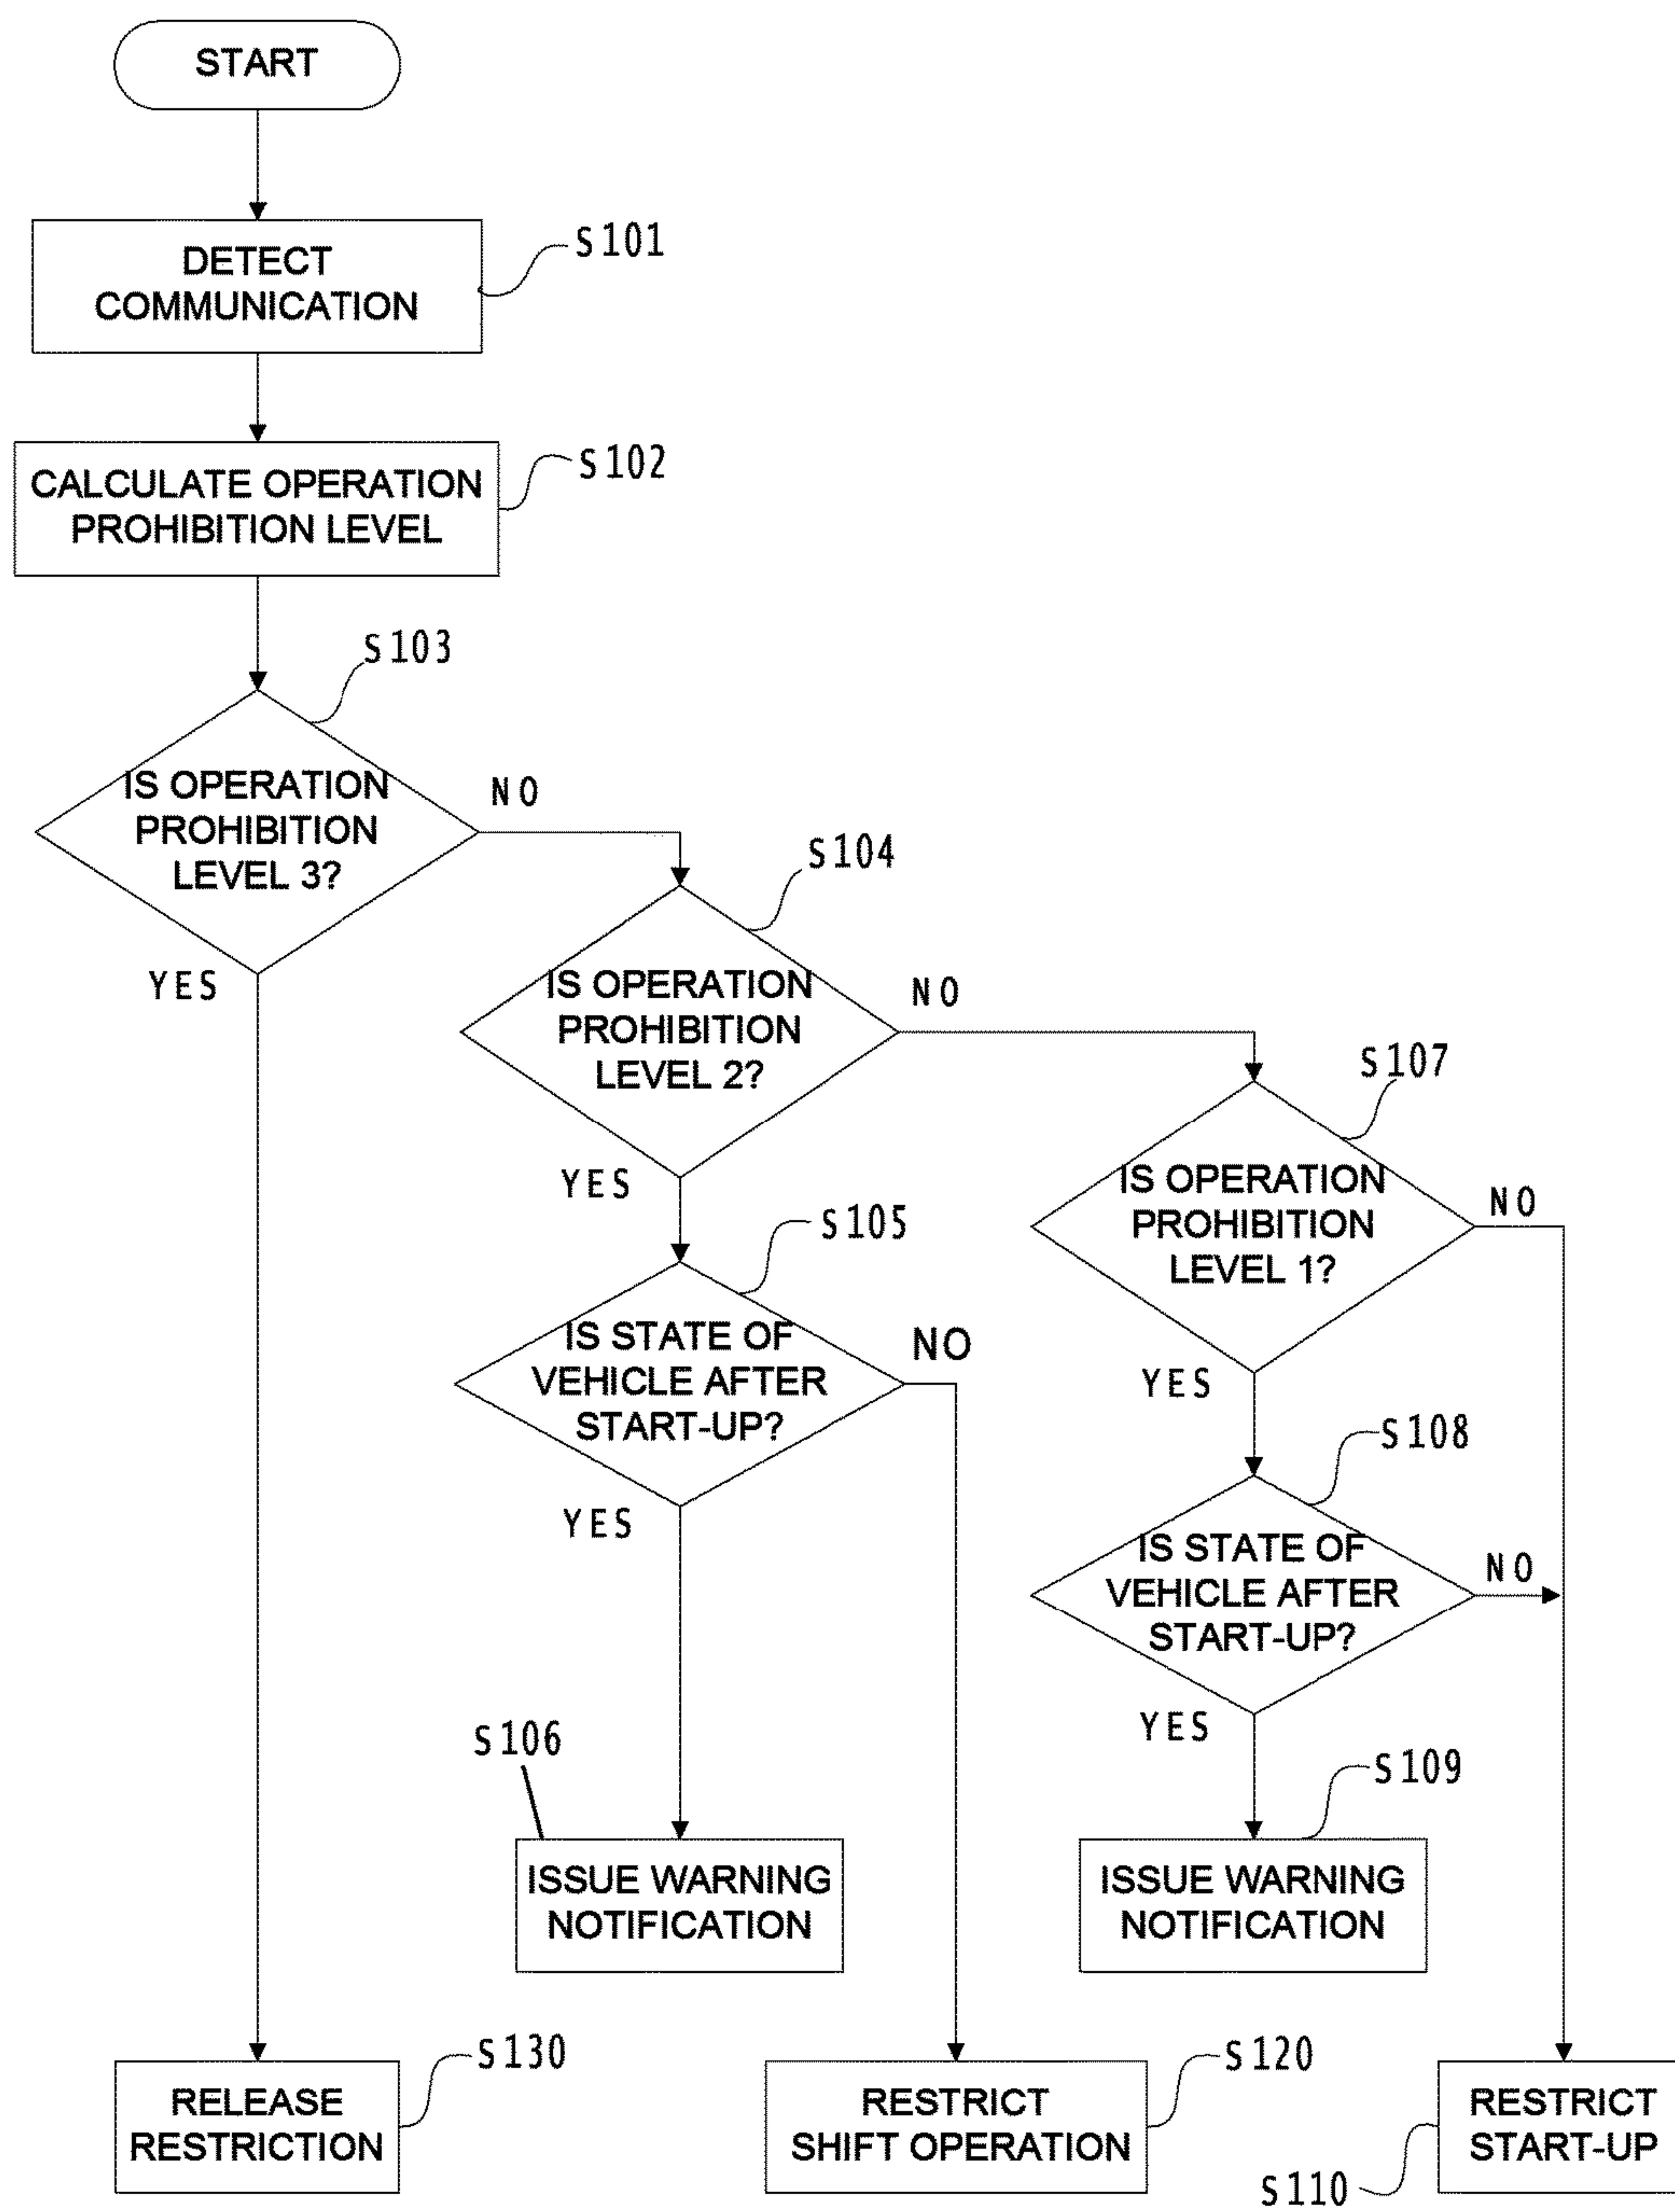 START
DETECT
COMMUNICATION
S101
CALCULATE OPERATION
PROHIBITION LEVEL
S102
S103
IS OPERATION
PROHIBITION
LEVEL 3?
NO
YES
S104
IS OPERATION
PROHIBITION
LEVEL 2?
NO
YES
S107
IS OPERATION
PROHIBITION
LEVEL 1?
NO
YES
S105
IS STATE OF
VEHICLE AFTER
START-UP?
NO
YES
S108
IS STATE OF
VEHICLE AFTER
START-UP?
NO
YES
S106
ISSUE WARNING
NOTIFICATION
S109
ISSUE WARNING
NOTIFICATION
S130
RELEASE
RESTRICTION
S120
RESTRICT
SHIFT OPERATION
RESTRICT
START-UP
S110